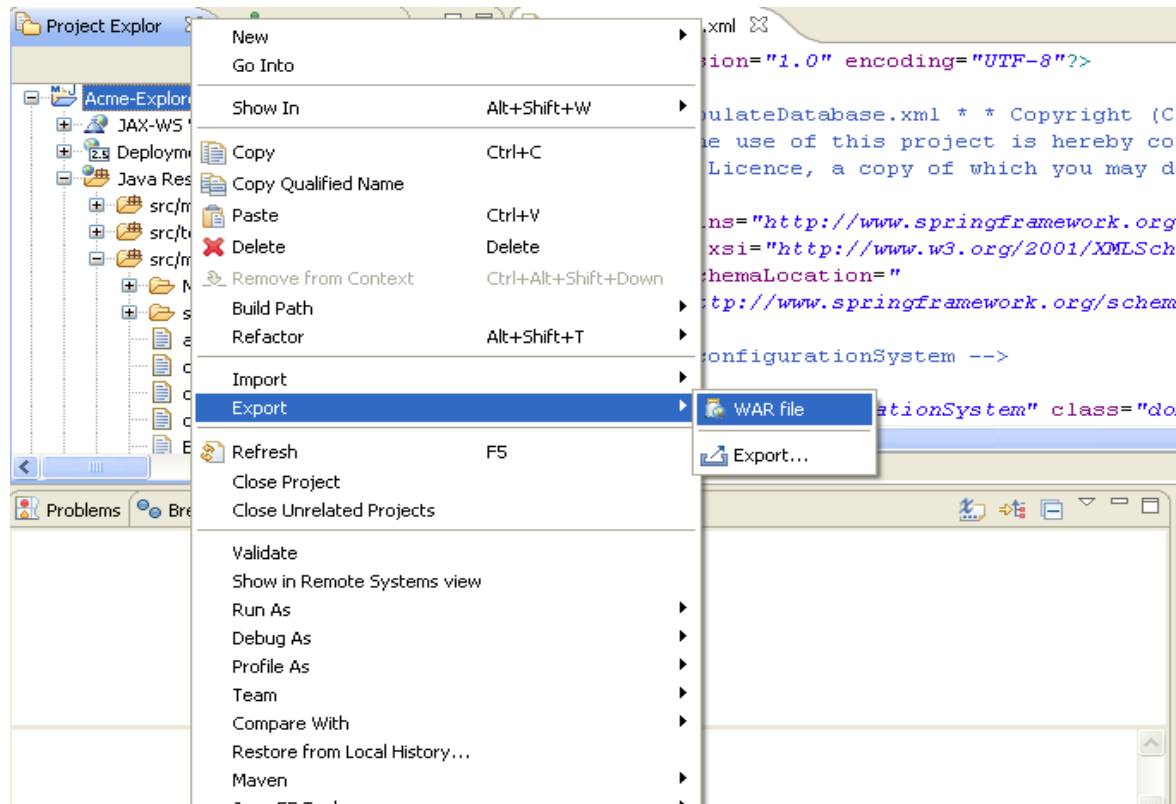 Project Explor
.xml
Acme-Explor
JAX-WS
2.5 Deploym
Java Res
src/m
src/te
src/m
New
Go Into
Show In Alt+Shift+W
Copy Ctrl+C
Copy Qualified Name
Paste Ctrl+V
Delete Delete
Remove from Context Ctrl+Alt+Shift+Down
Build Path
Refactor Alt+Shift+T
Import
Export
Refresh F5
Close Project
Close Unrelated Projects
Validate
Show in Remote Systems view
Run As
Debug As
Profile As
Team
Compare With
Restore from Local History...
Maven
WAR file
Export...
sion="1.0" encoding="UTF-8"?>
pulateDatabase.xml * * Copyright (C
he use of this project is hereby co
Licence, a copy of which you may d
ns="http://www.springframework.org
xsi="http://www.w3.org/2001/XMLSch
chemaLocation="
tp://www.springframework.org/schem
configurationSystem -->
ationSystem" class="do
Problems Bre